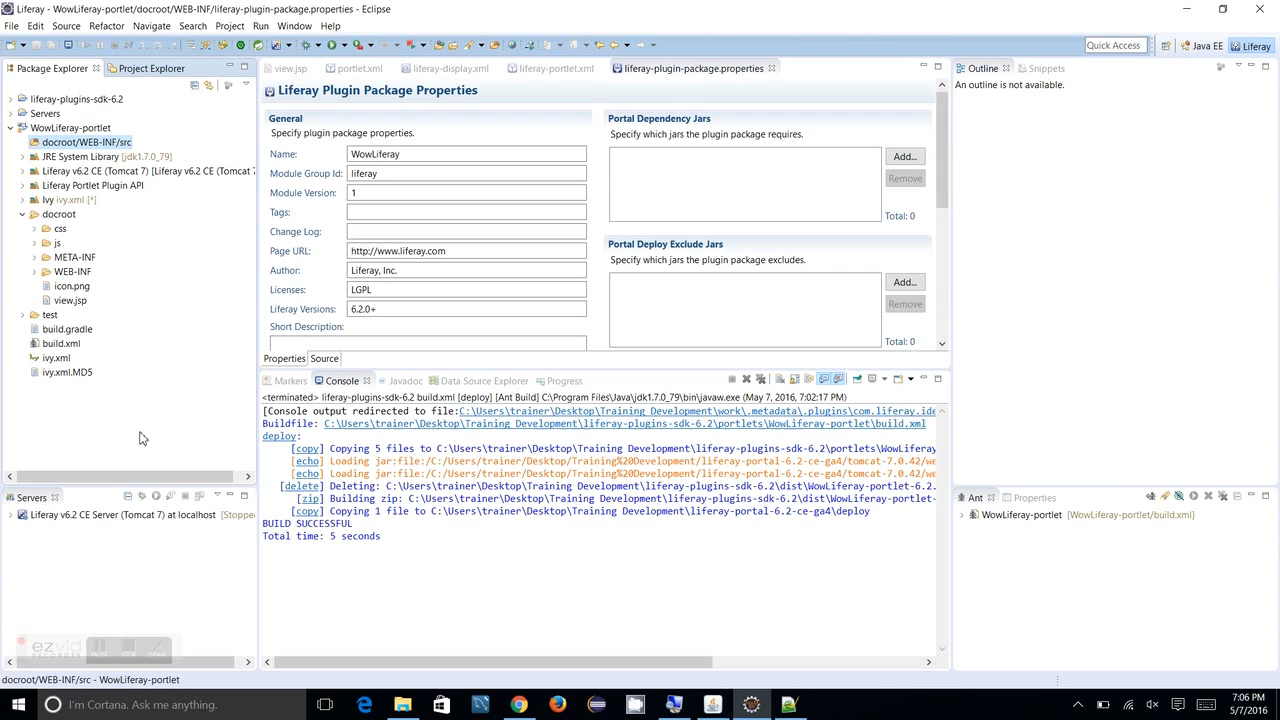 Liferay - WowLiferay-portlet/docroot/WEB-INF/liferay-plugin-package.properties - Eclipse
File Edit Source Refactor Navigate Search Project Run Window Help
Quick Access Java EE Liferay
Package Explorer Project Explorer
liferay-plugins-sdk-6.2
Servers
WowLiferay-portlet
docroot/WEB-INF/src
JRE System Library [jdk1.7.0_79]
Liferay v6.2 CE (Tomcat 7) [Liferay v6.2 CE (Tomcat 7
Liferay Portlet Plugin API
Ivy ivy.xml [*]
docroot
css
js
META-INF
WEB-INF
icon.png
view.jsp
test
build.gradle
build.xml
ivy.xml
ivy.xml.MD5
Servers
Liferay v6.2 CE Server (Tomcat 7) at localhost [Stoppe
ezvid
RECORDER
PAUSE STOP DRAW
view.jsp portlet.xml liferay-display.xml liferay-portlet.xml liferay-plugin-package.properties
Liferay Plugin Package Properties
General
Specify plugin package properties.
Name: WowLiferay
Module Group Id: liferay
Module Version: 1
Tags:
Change Log:
Page URL: http://www.liferay.com
Author: Liferay, Inc.
Licenses: LGPL
Liferay Versions: 6.2.0+
Short Description:
Portal Dependency Jars
Specify which jars the plugin package requires.
Add...
Remove
Total: 0
Portal Deploy Exclude Jars
Specify which jars the plugin package excludes.
Add...
Remove
Total: 0
Properties Source
Markers Console Javadoc Data Source Explorer Progress
<terminated> liferay-plugins-sdk-6.2 build.xml [deploy] [Ant Build] C:\Program Files\Java\jdk1.7.0_79\bin\javaw.exe (May 7, 2016, 7:02:17 PM)
[Console output redirected to file:C:\Users\trainer\Desktop\Training Development\work\.metadata\.plugins\com.liferay.ide
Buildfile: C:\Users\trainer\Desktop\Training Development\liferay-plugins-sdk-6.2\portlets\WowLiferay-portlet\build.xml
deploy:
[copy] Copying 5 files to C:\Users\trainer\Desktop\Training Development\liferay-plugins-sdk-6.2\portlets\WowLiferay
[echo] Loading jar:file:/C:/Users/trainer/Desktop/Training%20Development/liferay-portal-6.2-ce-ga4/tomcat-7.0.42/we
[echo] Loading jar:file:/C:/Users/trainer/Desktop/Training%20Development/liferay-portal-6.2-ce-ga4/tomcat-7.0.42/we
[delete] Deleting: C:\Users\trainer\Desktop\Training Development\liferay-plugins-sdk-6.2\dist\WowLiferay-portlet-6.2.
[zip] Building zip: C:\Users\trainer\Desktop\Training Development\liferay-plugins-sdk-6.2\dist\WowLiferay-portlet-
[copy] Copying 1 file to C:\Users\trainer\Desktop\Training Development\liferay-portal-6.2-ce-ga4\deploy
BUILD SUCCESSFUL
Total time: 5 seconds
Outline Snippets
An outline is not available.
Ant Properties
WowLiferay-portlet [WowLiferay-portlet/build.xml]
docroot/WEB-INF/src - WowLiferay-portlet
I'm Cortana. Ask me anything.
7:06 PM
5/7/2016